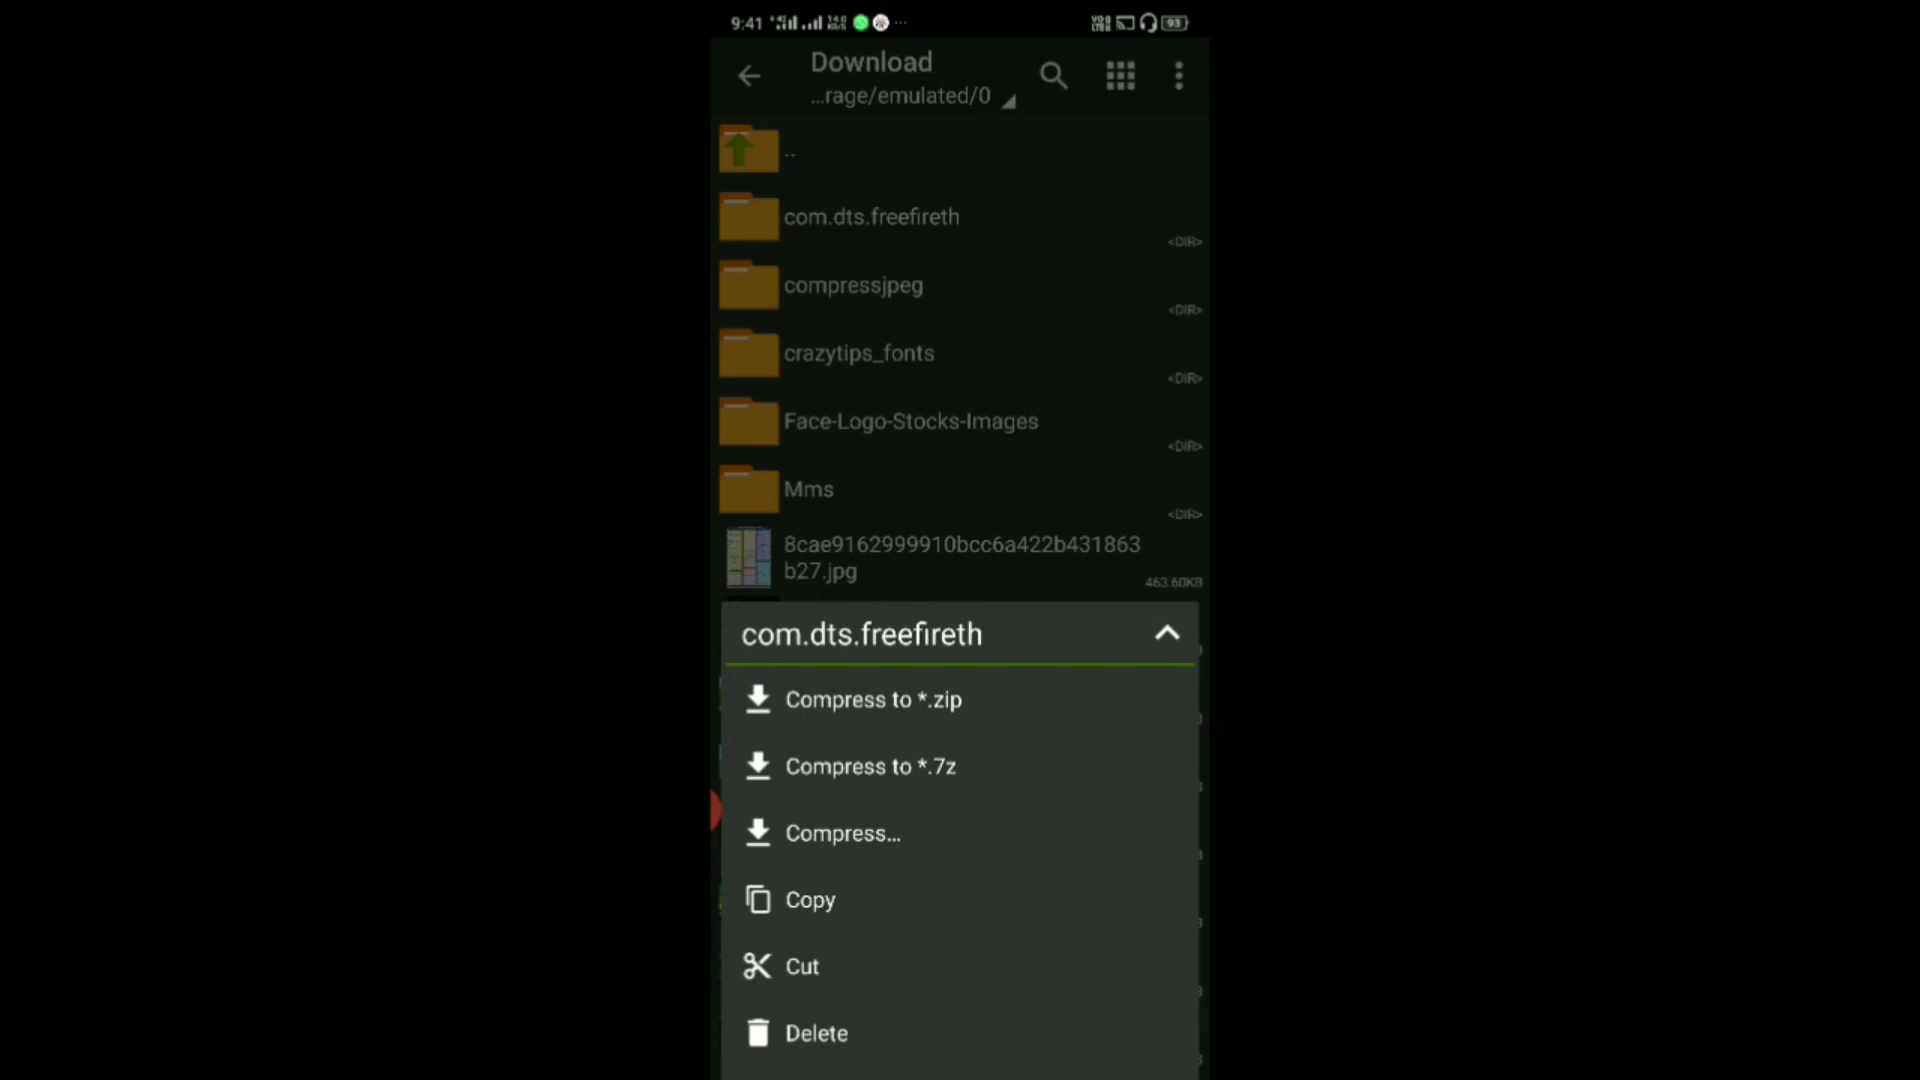 9:41
93
Download
...rage/emulated/0
..
com.dts.freefireth
<DIR>
compressjpeg
<DIR>
crazytips_fonts
<DIR>
Face-Logo-Stocks-Images
<DIR>
Mms
<DIR>
8cae9162999910bcc6a422b431863
b27.jpg
463.60KB
com.dts.freefireth
Compress to *.zip
Compress to *.7z
Compress...
Copy
Cut
Delete